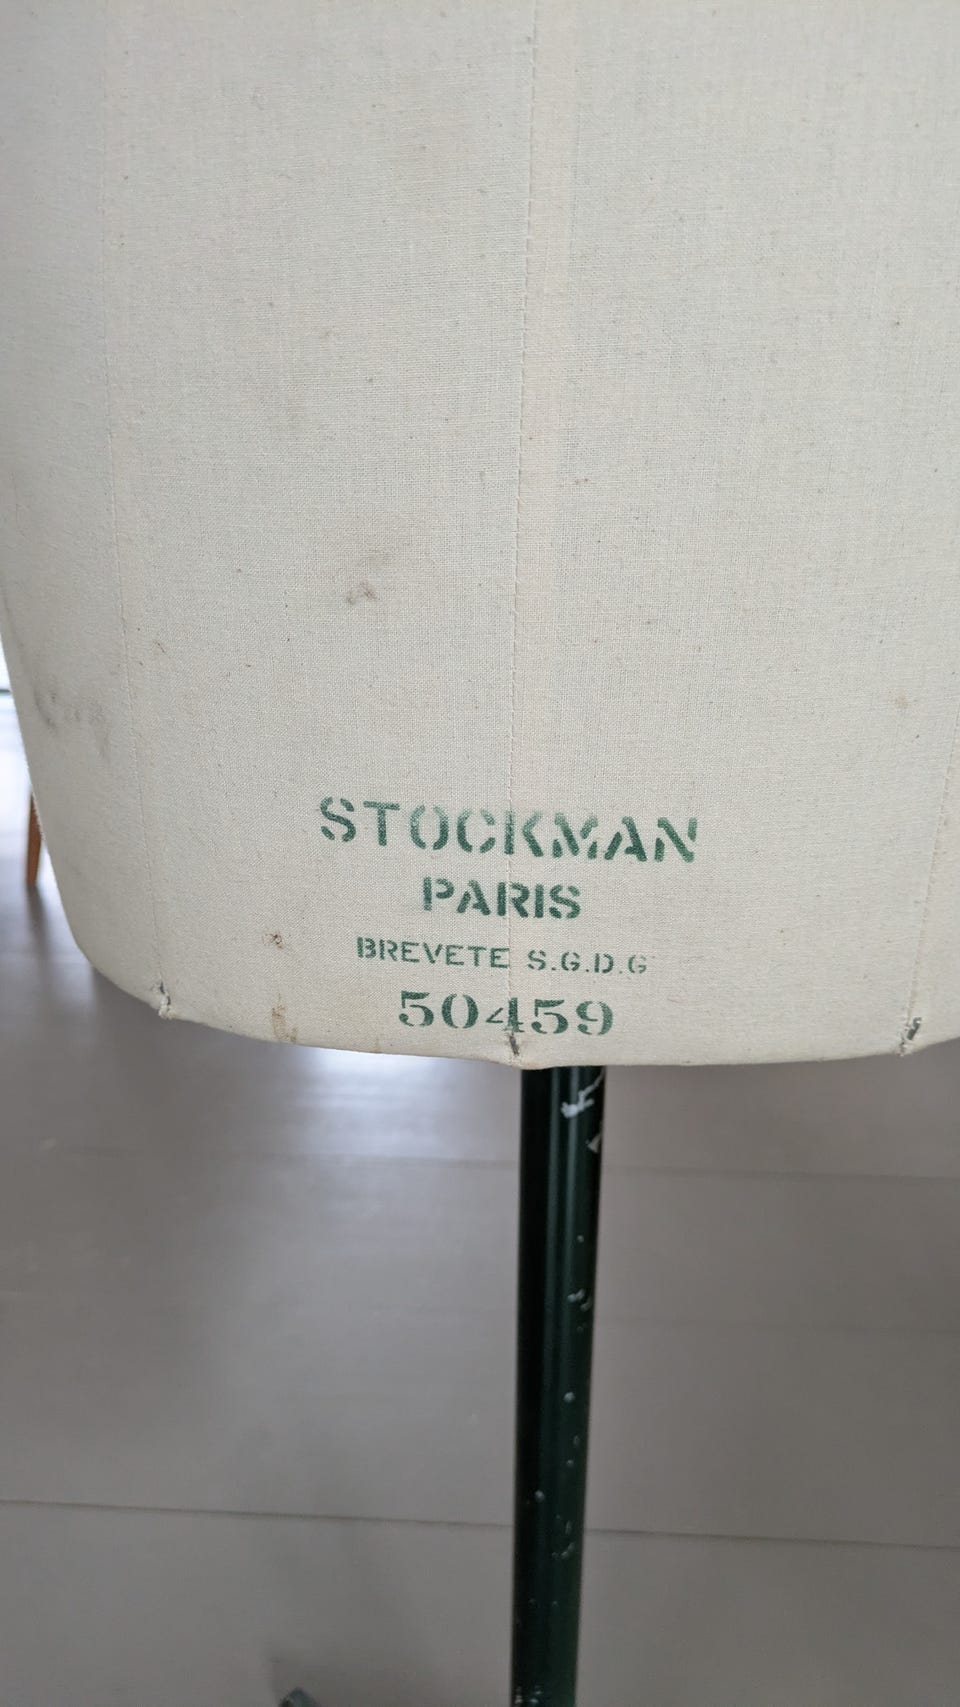 STOCKMAN
PARIS
BREVETE S.G.D.G
50459